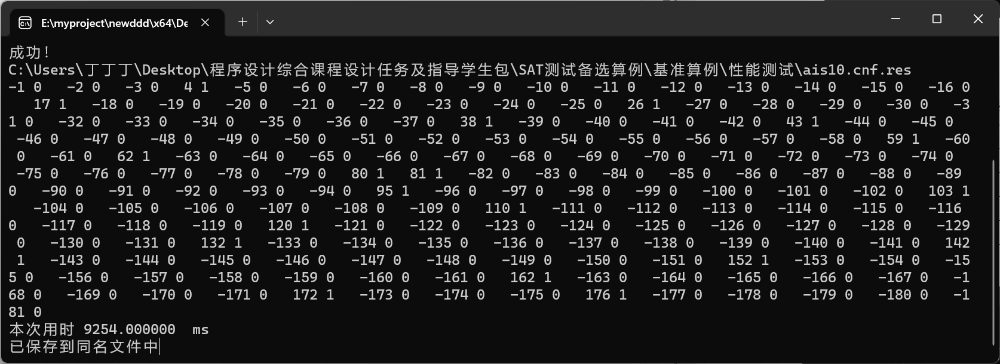 E:\myproject\newddd\x64\De
成功！
C:\Users\丁丁丁\Desktop\程序设计综合课程设计任务及指导学生包\SAT测试备选算例\基准算例\性能测试\ais10.cnf.res
-1 0   -2 0   -3 0   4 1   -5 0   -6 0   -7 0   -8 0   -9 0   -10 0   -11 0   -12 0   -13 0   -14 0   -15 0   -16 0
   17 1   -18 0   -19 0   -20 0   -21 0   -22 0   -23 0   -24 0   -25 0   26 1   -27 0   -28 0   -29 0   -30 0   -3
1 0   -32 0   -33 0   -34 0   -35 0   -36 0   -37 0   38 1   -39 0   -40 0   -41 0   -42 0   43 1   -44 0   -45 0
 -46 0   -47 0   -48 0   -49 0   -50 0   -51 0   -52 0   -53 0   -54 0   -55 0   -56 0   -57 0   -58 0   59 1   -60
 0   -61 0   62 1   -63 0   -64 0   -65 0   -66 0   -67 0   -68 0   -69 0   -70 0   -71 0   -72 0   -73 0   -74 0
 -75 0   -76 0   -77 0   -78 0   -79 0   80 1   81 1   -82 0   -83 0   -84 0   -85 0   -86 0   -87 0   -88 0   -89
0   -90 0   -91 0   -92 0   -93 0   -94 0   95 1   -96 0   -97 0   -98 0   -99 0   -100 0   -101 0   -102 0   103 1
   -104 0   -105 0   -106 0   -107 0   -108 0   -109 0   110 1   -111 0   -112 0   -113 0   -114 0   -115 0   -116
0   -117 0   -118 0   -119 0   120 1   -121 0   -122 0   -123 0   -124 0   -125 0   -126 0   -127 0   -128 0   -129
 0   -130 0   -131 0   132 1   -133 0   -134 0   -135 0   -136 0   -137 0   -138 0   -139 0   -140 0   -141 0   142
 1   -143 0   -144 0   -145 0   -146 0   -147 0   -148 0   -149 0   -150 0   -151 0   152 1   -153 0   -154 0   -15
5 0   -156 0   -157 0   -158 0   -159 0   -160 0   -161 0   162 1   -163 0   -164 0   -165 0   -166 0   -167 0   -1
68 0   -169 0   -170 0   -171 0   172 1   -173 0   -174 0   -175 0   176 1   -177 0   -178 0   -179 0   -180 0   -1
81 0
本次用时 9254.000000  ms
已保存到同名文件中